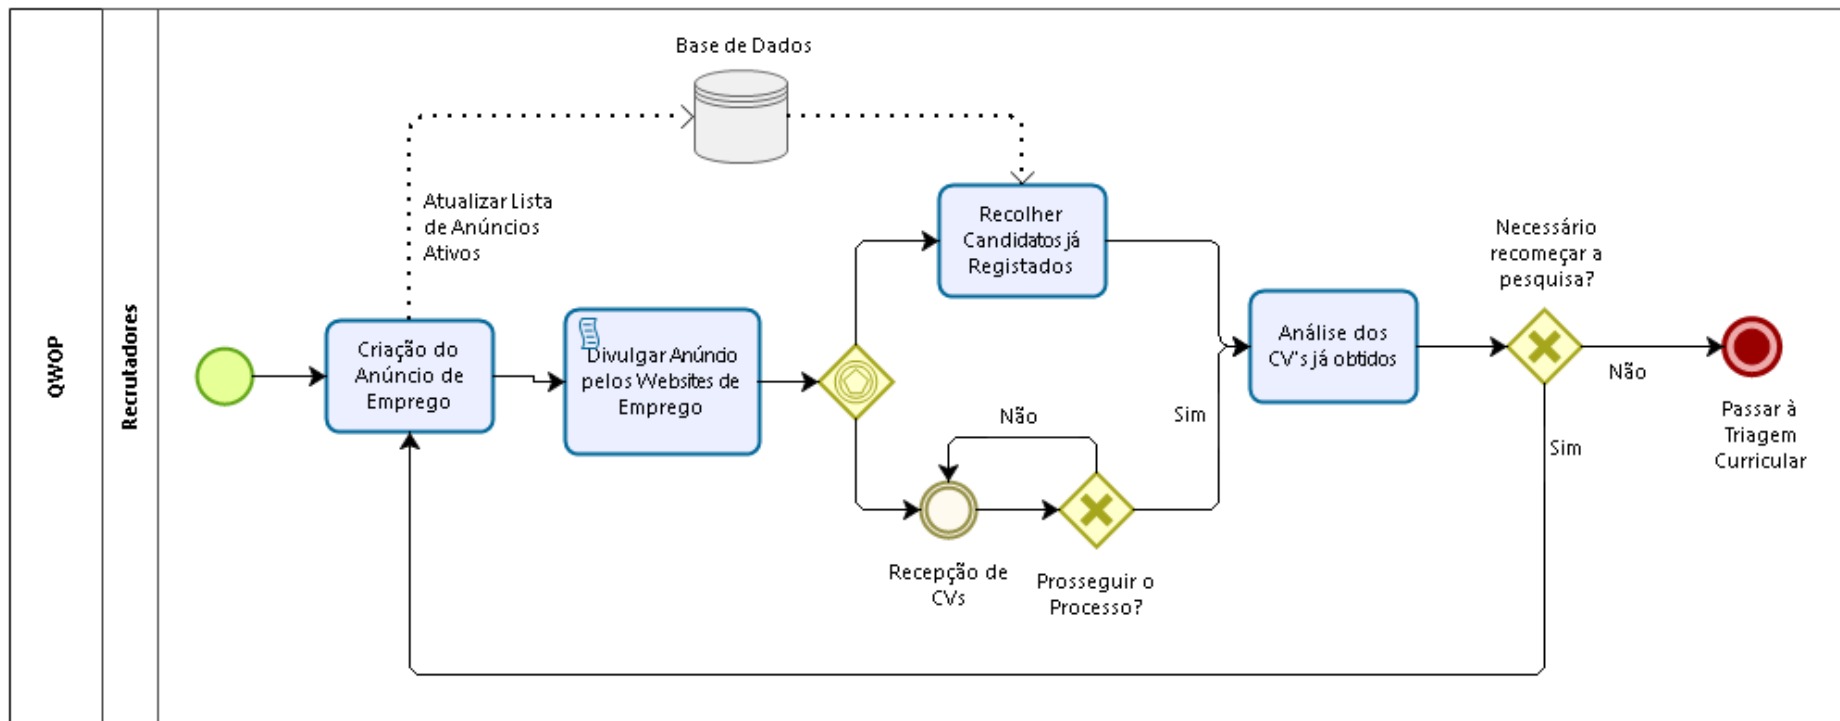 QWOP
Recrutadores
Base de Dados
Atualizar Lista
de Anúncios
Ativos
Criação do
Anúncio de
Emprego
Divulgar Anúncio
pelos Websites de
Emprego
Recolher
Candidatos já
Registados
Não
Recepção de
CVs
Prosseguir o
Processo?
Sim
Análise dos
CV's já obtidos
Necessário
recomeçar a
pesquisa?
Não
Sim
Passar à
Triagem
Curricular